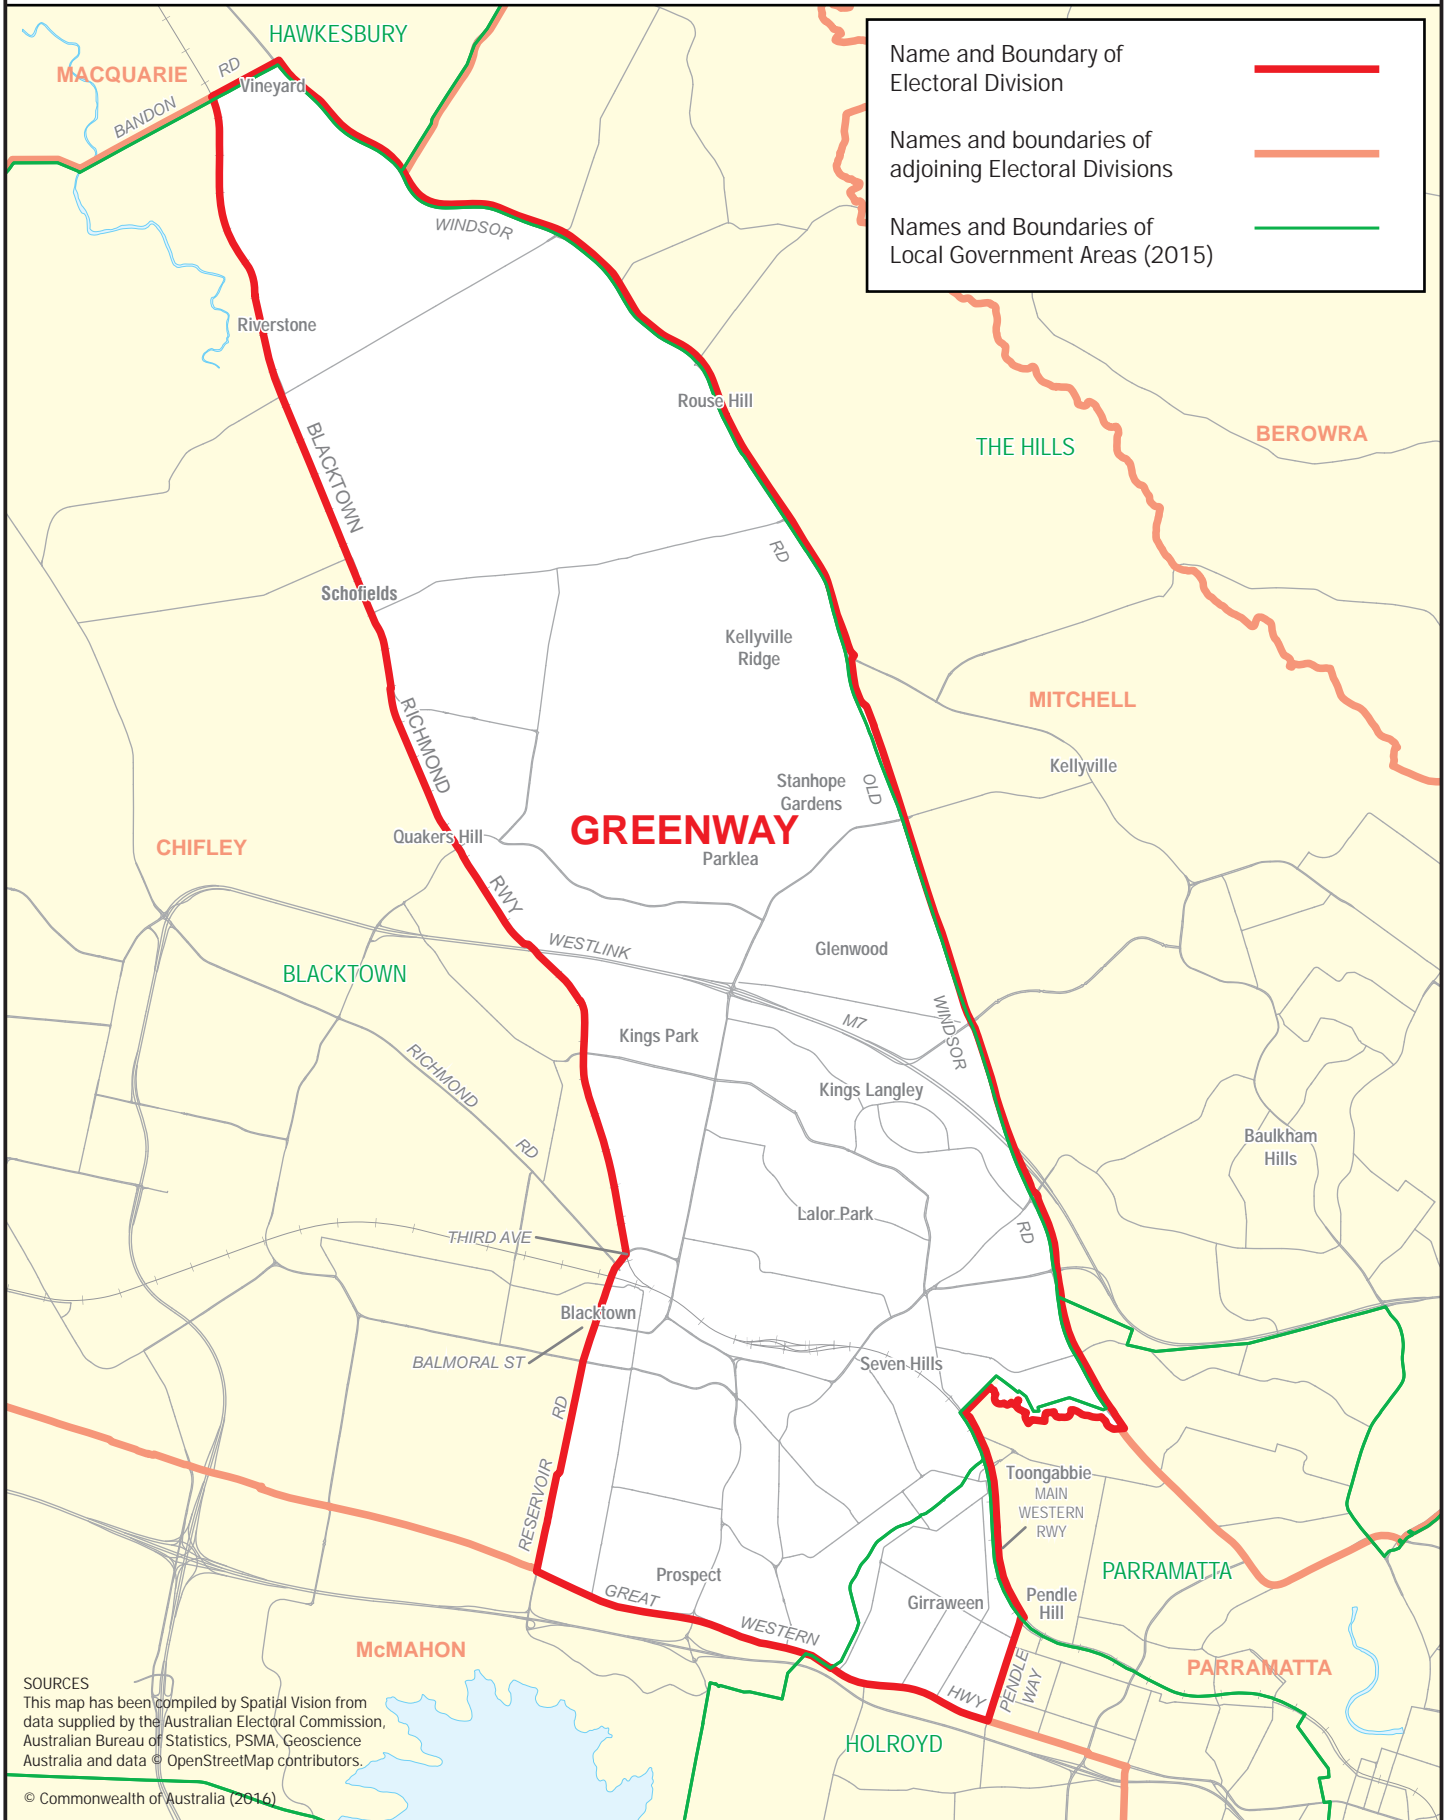 HAWKESBURY
MACQUARIE
RD
Vineyard
BANDON
Name and Boundary of
Electoral Division
Names and boundaries of
adjoining Electoral Divisions
Names and Boundaries of
Local Government Areas (2015)
WINDSOR
Riverstone
Rouse Hill
THE HILLS
BEROWRA
BLACKTOWN
RD
Schofields
Kellyville
Ridge
MITCHELL
RICHMOND
Kellyville
Stanhope
Gardens
OLD
GREENWAY
Quakers Hill
CHIFLEY
Parklea
RWY
WESTLINK
Glenwood
BLACKTOWN
WINDSOR
M7
Kings Park
RICHMOND
Kings Langley
RD
Baulkham
Hills
Lalor Park
RD
THIRD AVE
Blacktown
BALMORAL ST
Seven Hills
RD
RESERVOIR
Toongabbie
MAIN
WESTERN
RWY
PARRAMATTA
Prospect
GREAT
Girraween
Pendle
Hill
WESTERN
McMAHON
PENDLE
WAY
PARRAMATTA
HWY
HOLROYD
SOURCES
This map has been compiled by Spatial Vision from
data supplied by the Australian Electoral Commission,
Australian Bureau of Statistics, PSMA, Geoscience
Australia and data © OpenStreetMap contributors.
© Commonwealth of Australia (2016)